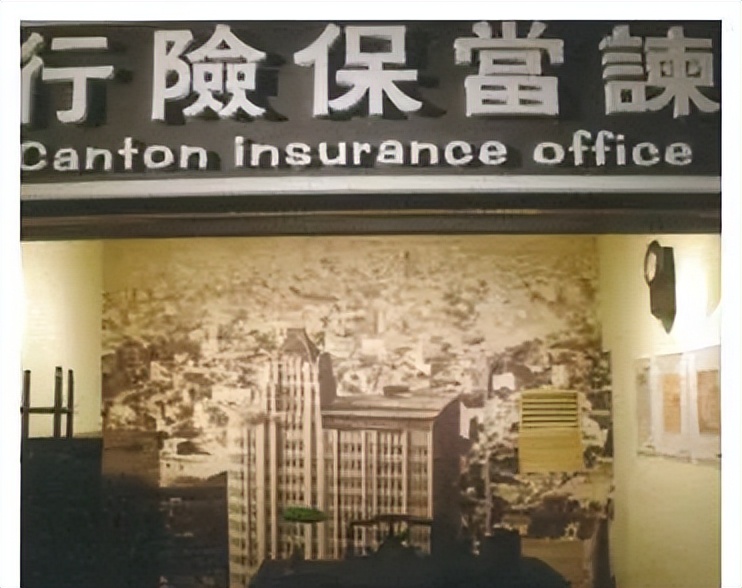 諫當保險行
Canton insurance office